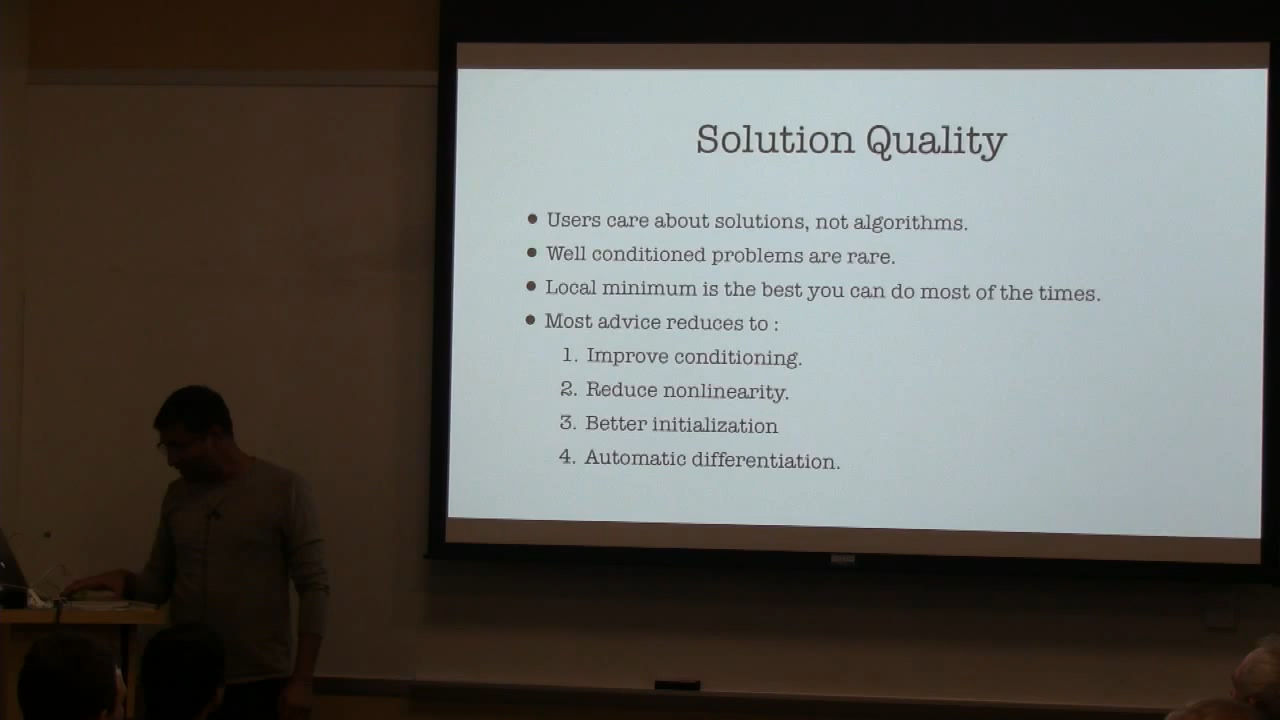 Solution Quality
• Users care about solutions, not algorithms.
• Well conditioned problems are rare.
• Local minimum is the best you can do most of the times.
• Most advice reduces to :
1. Improve conditioning.
2. Reduce nonlinearity.
3. Better initialization
4. Automatic differentiation.